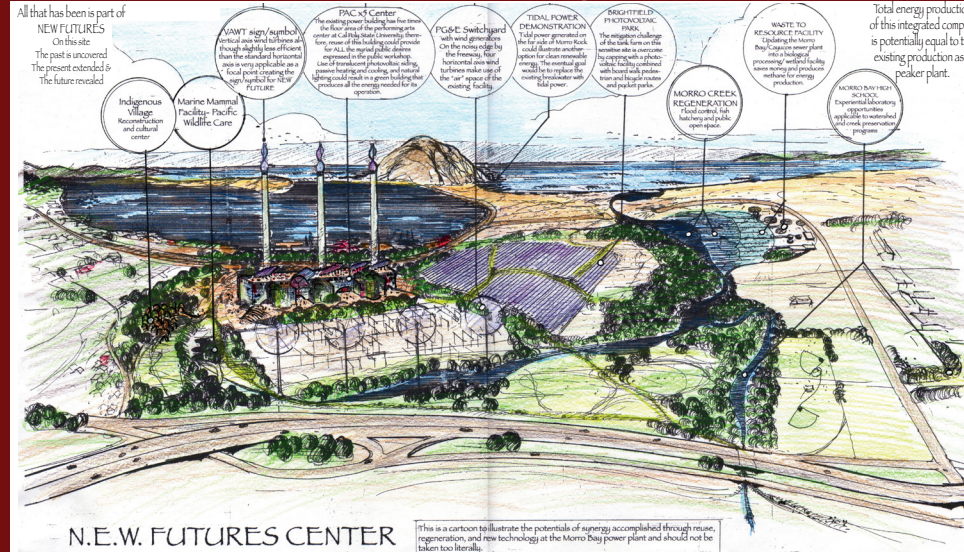 All that has been is part of
NEW FUTURES
On this site
The past is uncovered
The present extended &
The future revealed
Indigenous
Village
Reconstruction
and cultural
center
Marine Mammal
Facility- Pacific
Wildlife Care
VAWT sign/symbol
Vertical axis wind turbines al-
though slightly less efficient
than the standard horizontal
axis is very applicable as a
focal point creating the
sign/symbol for NEW
FUTURE
PAC x5 Center
The existing power building has five times
the floor area of the performing arts
center at Cal Poly State University; there-
fore, reuse of this building could provide
for ALL the myriad public desires
expressed in the public workshop.
Use of translucent photovoltaic siding,
passive heating and cooling, and natural
lighting could result in a green building that
produces all the energy needed for its
operation.
PG&E Switchyard
with wind generators
On the noisy edge by
the freeway, four
horizontal axis wind
turbines make use of
the "air" space of the
existing facility.
TIDAL POWER
DEMONSTRATION
Tidal power generated on
the far side of Morro Rock
could illustrate another
option for clean renewable
energy. The eventual goal
would be to replace the
existing breakwater with
tidal power.
BRIGHTFIELD
PHOTOVOLTAIC
PARK
The mitigation challenge
of the tank farm on this
sensitive site is overcome
by capping with a photo-
voltaic facility combined
with board walk pedes-
trian and bicycle routes
and pocket parks.
MORRO CREEK
REGENERATION
Flood control, fish
hatchery and public
open space.
WASTE TO
RESOURCE FACILITY
Updating the Morro
Bay/Cayucos sewer plant
into a biological
processing/ wetland facility
saves money and produces
methane for energy
production.
MORRO BAY HIGH
SCHOOL
Experiential laboratory
opportunities
applicable to watershed
and creek preservation
programs
Total energy productio
of this integrated comp
is potentially equal to t
existing production as
peaker plant.
N.E.W. FUTURES CENTER
This is a cartoon to illustrate the potentials of synergy accomplished through reuse,
regeneration, and new technology at the Morro Bay power plant and should not be
taken too literally.